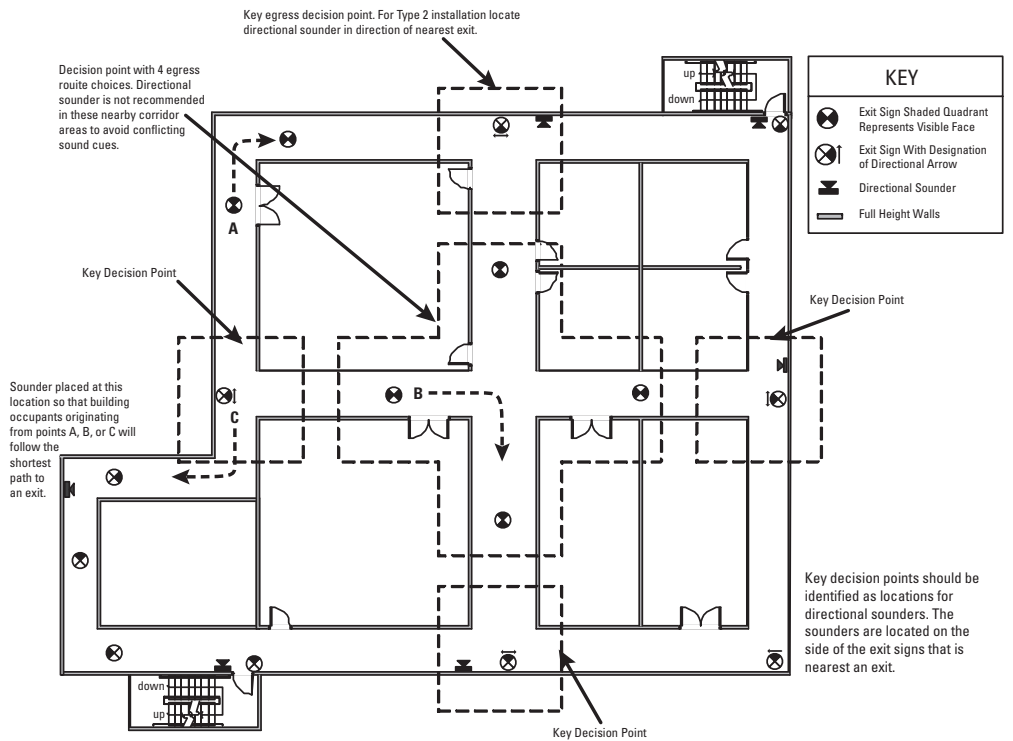 Key egress decision point. For Type 2 installation locate
directional sounder in direction of nearest exit.
Decision point with 4 egress
rouite choices. Directional
sounder is not recommended
in these nearby corridor
areas to avoid conflicting
sound cues.
up
down
KEY
Exit Sign Shaded Quadrant
Represents Visible Face
Exit Sign With Designation
of Directional Arrow
Directional Sounder
Full Height Walls
A
Key Decision Point
Key Decision Point
Sounder placed at this
location so that building
occupants originating
from points A, B, or C will
follow the
shortest
path to
an exit.
B
C
Key decision points should be
identified as locations for
directional sounders. The
sounders are located on the
side of the exit signs that is
nearest an exit.
down
up
Key Decision Point